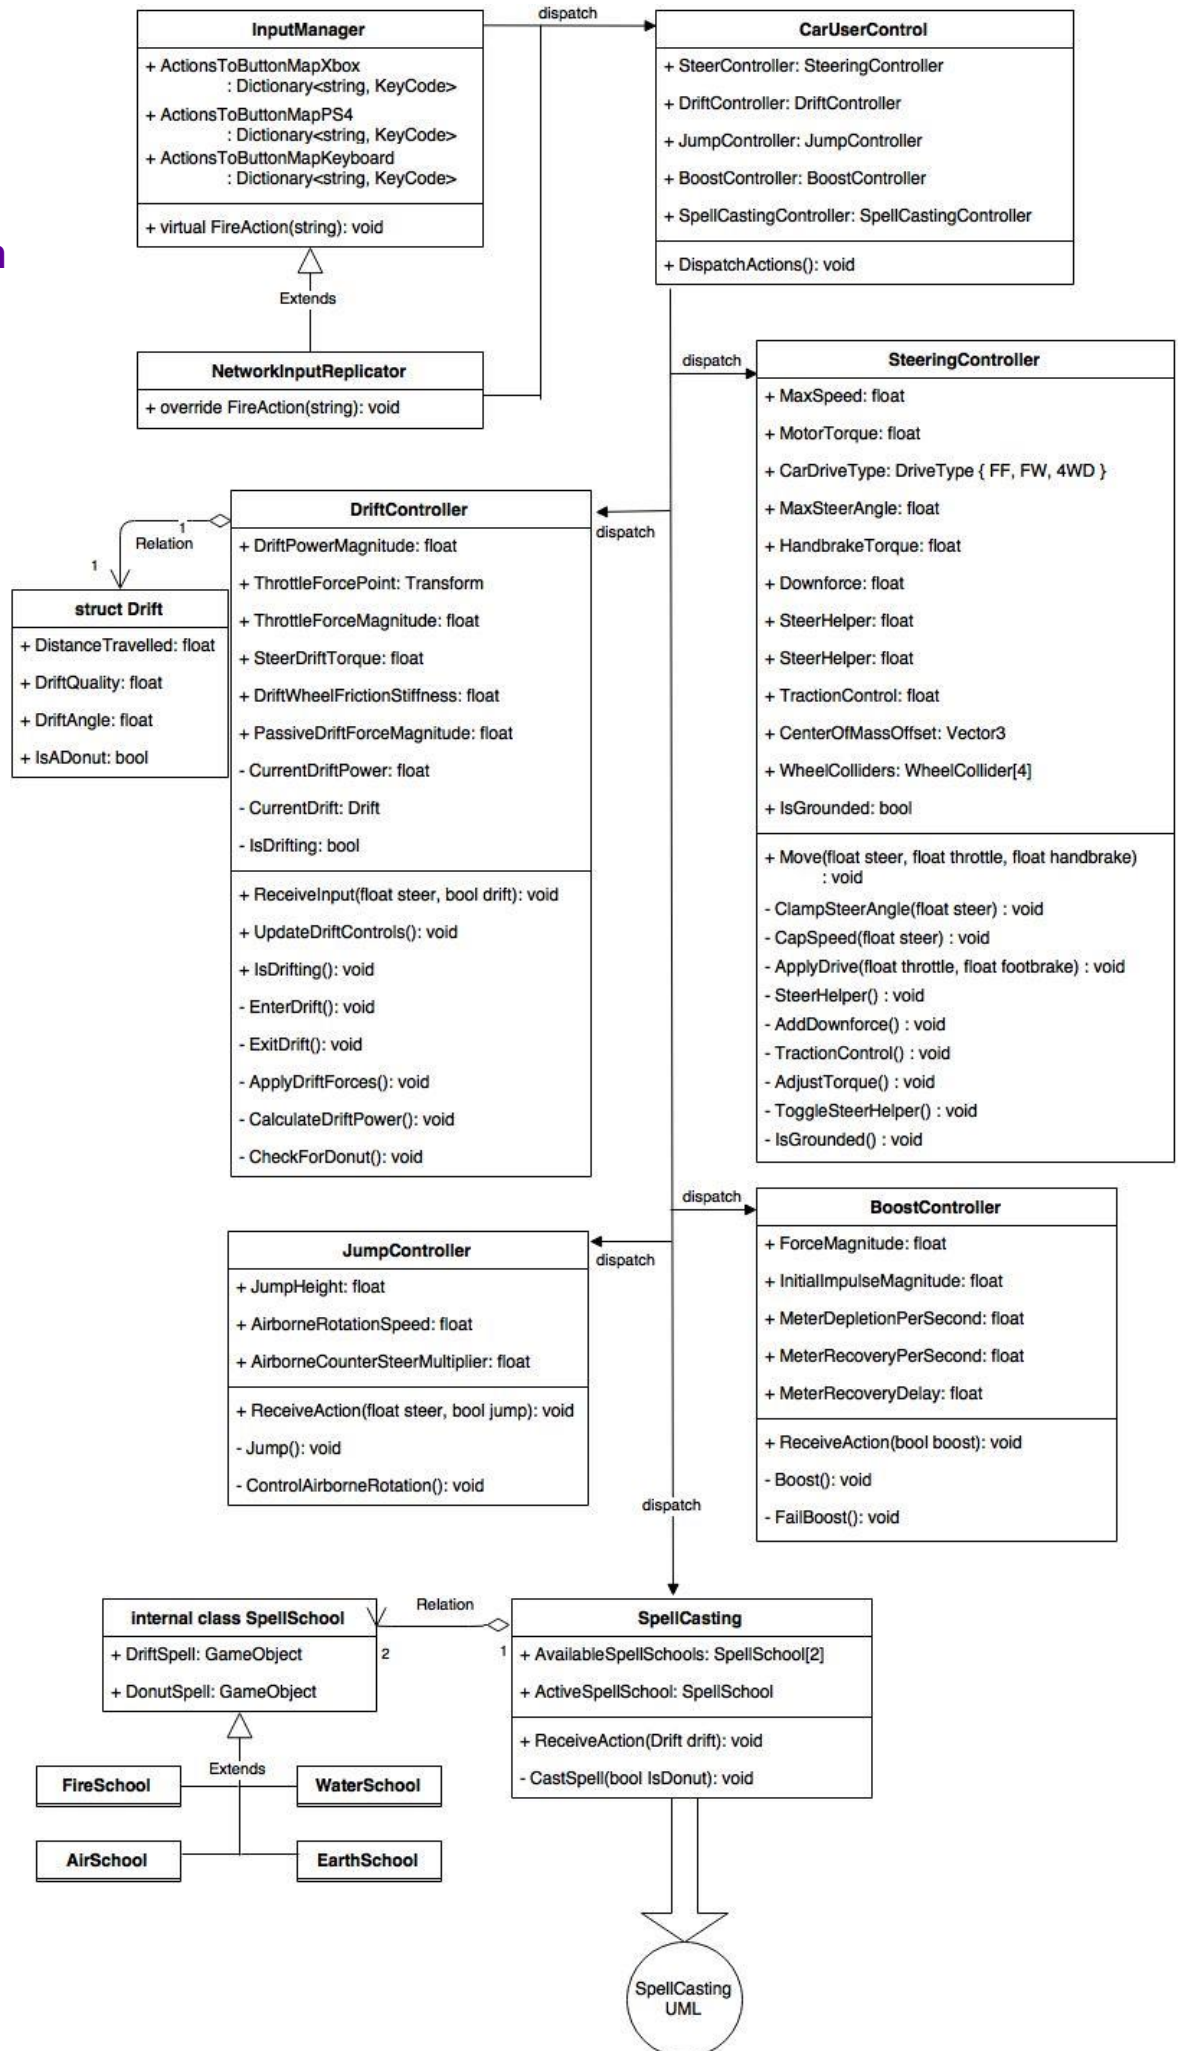 dispatch
InputManager
+ ActionsToButtonMapXbox
: Dictionary<string, KeyCode>
+ ActionsToButtonMapPS4
: Dictionary<string, KeyCode>
+ ActionsToButtonMapKeyboard
: Dictionary<string, KeyCode>
+ virtual FireAction(string): void
CarUserControl
+ SteerController: SteeringController
+ DriftController: DriftController
+ JumpController: JumpController
+ BoostController: BoostController
+ SpellCastingController: SpellCastingController
+ DispatchActions(): void
Extends
NetworkInputReplicator
+ override FireAction(string): void
dispatch
SteeringController
+ MaxSpeed: float
+ MotorTorque: float
+ CarDriveType: DriveType { FF, FW, 4WD }
+ MaxSteerAngle: float
+ HandbrakeTorque: float
+ Downforce: float
+ SteerHelper: float
+ SteerHelper: float
+ TractionControl: float
+ CenterOfMassOffset: Vector3
+ WheelColliders: WheelCollider[4]
+ IsGrounded: bool
+ Move(float steer, float throttle, float handbrake)
: void
- ClampSteerAngle(float steer) : void
- CapSpeed(float steer) : void
- ApplyDrive(float throttle, float footbrake) : void
- SteerHelper() : void
- AddDownforce() : void
- TractionControl() : void
- AdjustTorque() : void
- ToggleSteerHelper() : void
- IsGrounded() : void
dispatch
DriftController
+ DriftPowerMagnitude: float
+ ThrottleForcePoint: Transform
+ ThrottleForceMagnitude: float
+ SteerDriftTorque: float
+ DriftWheelFrictionStiffness: float
+ PassiveDriftForceMagnitude: float
- CurrentDriftPower: float
- CurrentDrift: Drift
- IsDrifting: bool
+ ReceiveInput(float steer, bool drift): void
+ UpdateDriftControls(): void
+ IsDrifting(): void
- EnterDrift(): void
- ExitDrift(): void
- ApplyDriftForces(): void
- CalculateDriftPower(): void
- CheckForDonut(): void
1
Relation
1
struct Drift
+ DistanceTravelled: float
+ DriftQuality: float
+ DriftAngle: float
+ IsADonut: bool
dispatch
BoostController
+ ForceMagnitude: float
+ InitialImpulseMagnitude: float
+ MeterDepletionPerSecond: float
+ MeterRecoveryPerSecond: float
+ MeterRecoveryDelay: float
+ ReceiveAction(bool boost): void
- Boost(): void
- FailBoost(): void
dispatch
JumpController
+ JumpHeight: float
+ AirborneRotationSpeed: float
+ AirborneCounterSteerMultiplier: float
+ ReceiveAction(float steer, bool jump): void
- Jump(): void
- ControlAirborneRotation(): void
dispatch
internal class SpellSchool
+ DriftSpell: GameObject
+ DonutSpell: GameObject
Relation
2
1
SpellCasting
+ AvailableSpellSchools: SpellSchool[2]
+ ActiveSpellSchool: SpellSchool
+ ReceiveAction(Drift drift): void
- CastSpell(bool IsDonut): void
Extends
FireSchool
WaterSchool
AirSchool
EarthSchool
SpellCasting
UML